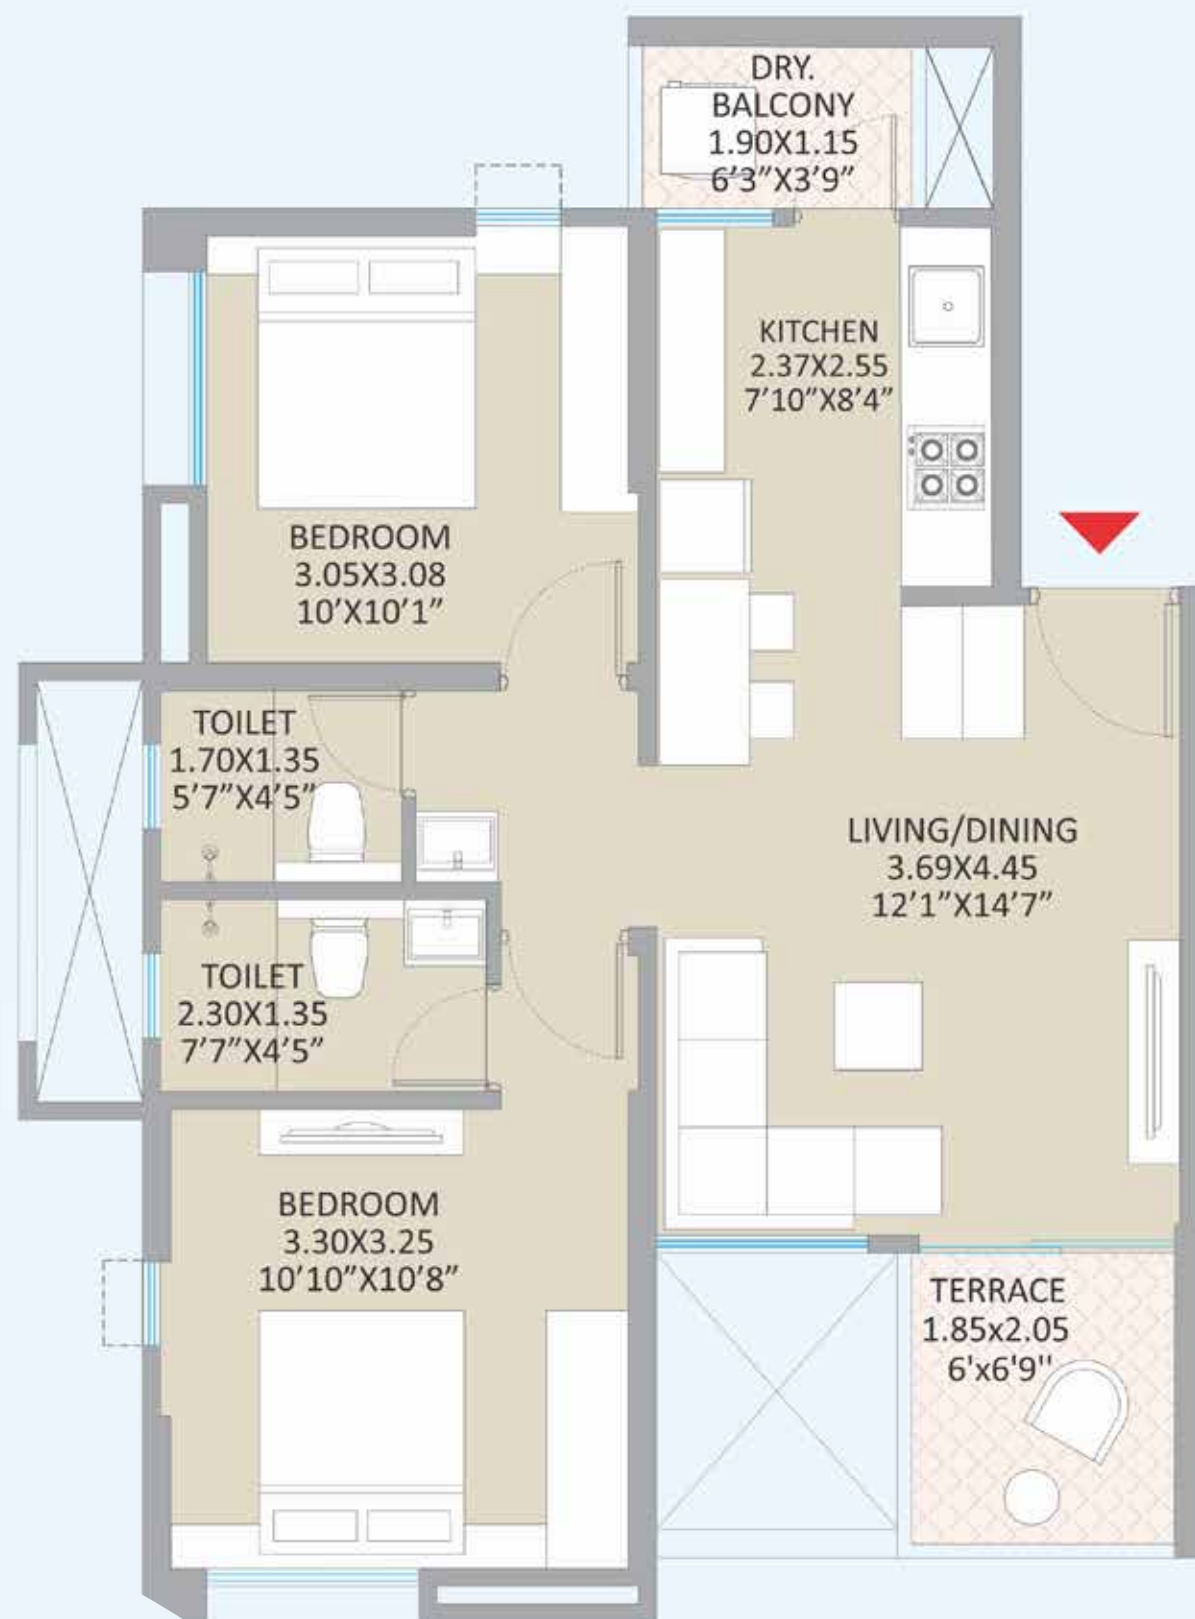 DRY.
BALCONY
1.90X1.15
6’3”X3’9”
KITCHEN
2.37X2.55
7’10”X8’4”
BEDROOM
3.05X3.08
10’X10’1”
TOILET
1.70X1.35
5’7”X4’5”
LIVING/DINING
3.69X4.45
12’1”X14’7”
TOILET
2.30X1.35
7’7”X4’5”
BEDROOM
3.30X3.25
10’10”X10’8”
TERRACE
1.85x2.05
6'x6'9''